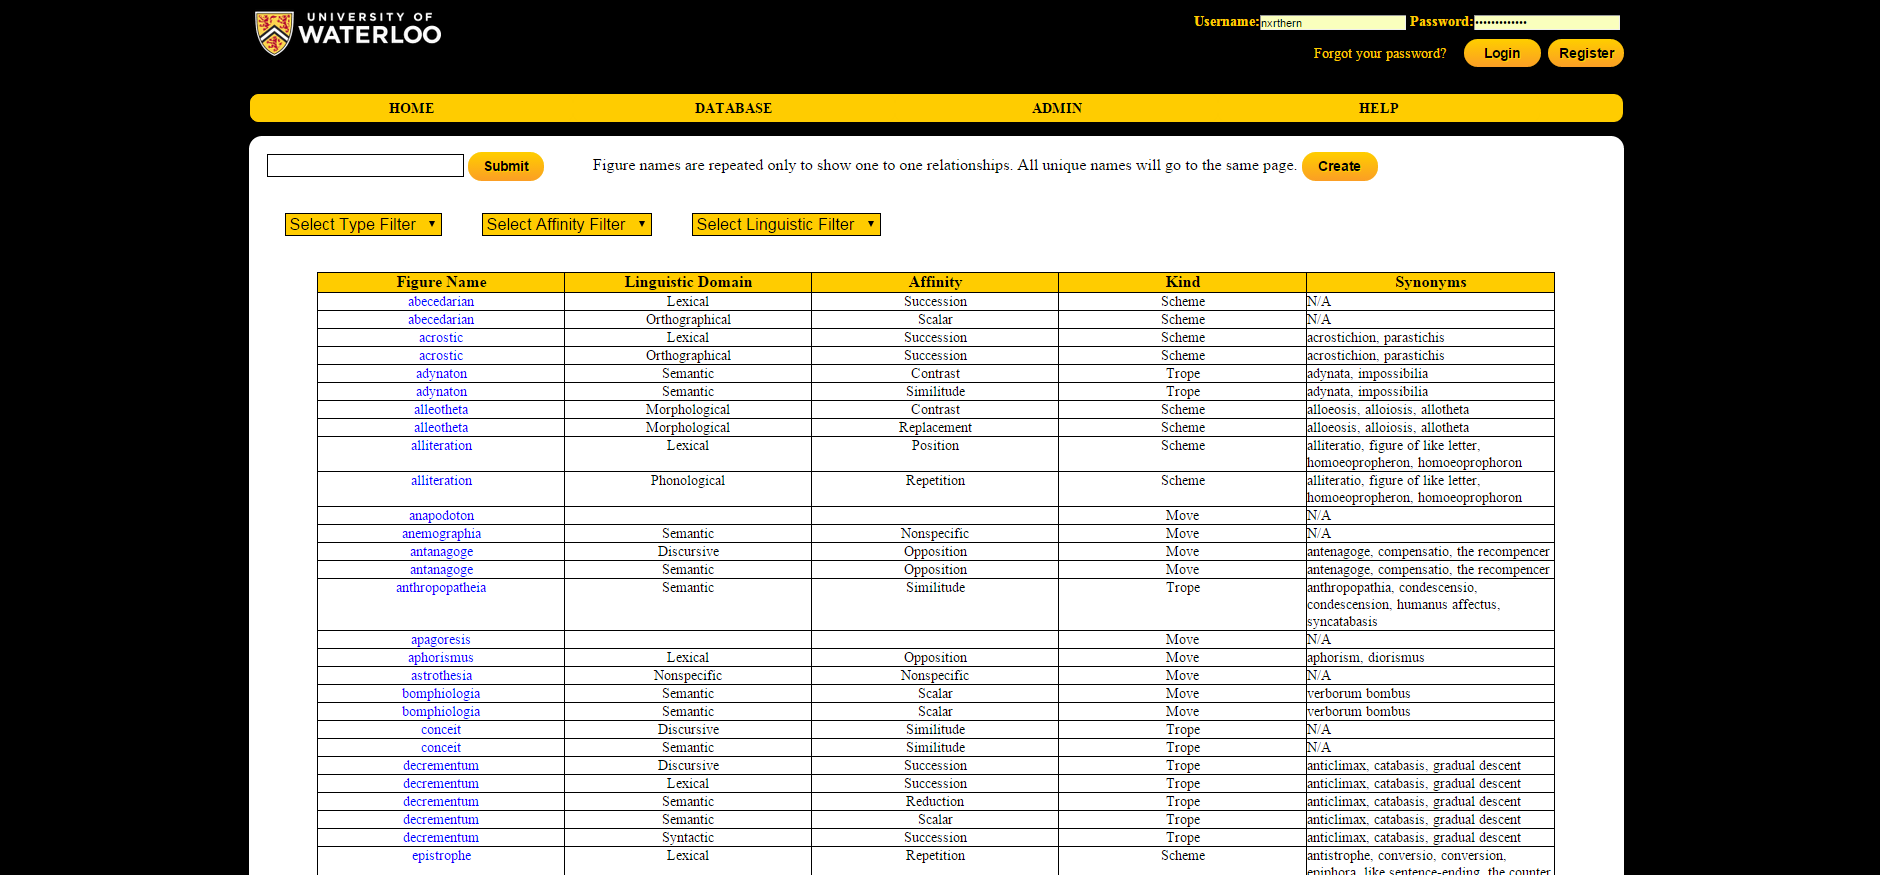 UNIVERSITY OF
WATERLOO
Username: nxrthern Password: •••••••••••••
Forgot your password? Login Register
HOME DATABASE ADMIN HELP
Submit Figure names are repeated only to show one to one relationships. All unique names will go to the same page. Create
Select Type Filter Select Affinity Filter Select Linguistic Filter
Figure Name Linguistic Domain Affinity Kind Synonyms
abecedarian Lexical Succession Scheme N/A
abecedarian Orthographical Scalar Scheme N/A
acrostic Lexical Succession Scheme acrostichion, parastichis
acrostic Orthographical Succession Scheme acrostichion, parastichis
adynaton Semantic Contrast Trope adynata, impossibilia
adynaton Semantic Similitude Trope adynata, impossibilia
alleotheta Morphological Contrast Scheme alloeosis, alloiosis, allotheta
alleotheta Morphological Replacement Scheme alloeosis, alloiosis, allotheta
alliteration Lexical Position Scheme alliteratio, figure of like letter,
homoeopropheron, homoeoprophoron
alliteration Phonological Repetition Scheme alliteratio, figure of like letter,
homoeopropheron, homoeoprophoron
anapodoton Move N/A
anemographia Semantic Nonspecific Move N/A
antanagoge Discursive Opposition Move antenagoge, compensatio, the recompencer
antanagoge Semantic Opposition Move antenagoge, compensatio, the recompencer
anthropopatheia Semantic Similitude Trope anthropopathia, condescensio,
condescension, humanus affectus,
syncatabasis
apagoresis Move N/A
aphorismus Lexical Opposition Move aphorism, diorismus
astrothesia Nonspecific Nonspecific Move N/A
bomphiologia Semantic Scalar Move verborum bombus
bomphiologia Semantic Scalar Move verborum bombus
conceit Discursive Similitude Trope N/A
conceit Semantic Similitude Trope N/A
decrementum Discursive Succession Trope anticlimax, catabasis, gradual descent
decrementum Lexical Succession Trope anticlimax, catabasis, gradual descent
decrementum Semantic Reduction Trope anticlimax, catabasis, gradual descent
decrementum Semantic Scalar Trope anticlimax, catabasis, gradual descent
decrementum Syntactic Succession Trope anticlimax, catabasis, gradual descent
epistrophe Lexical Repetition Scheme antistrophe, conversio, conversion,
epiphora, like sentence-ending, the counter